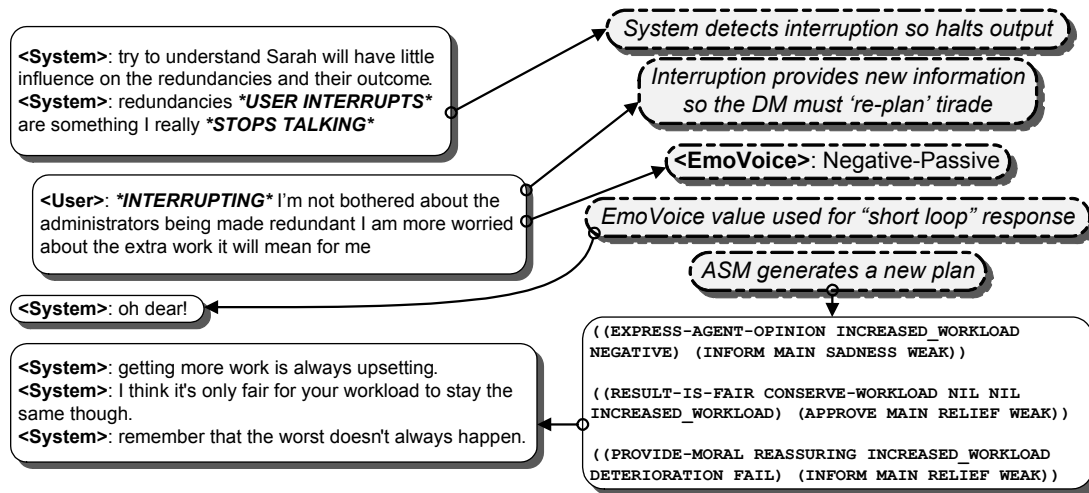 <System>: try to understand Sarah will have little
influence on the redundancies and their outcome.
<System>: redundancies *USER INTERRUPTS*
are something I really *STOPS TALKING*
System detects interruption so halts output
Interruption provides new information
so the DM must ‘re-plan’ tirade
<EmoVoice>: Negative-Passive
<User>: *INTERRUPTING* I'm not bothered about the
administrators being made redundant I am more worried
about the extra work it will mean for me
EmoVoice value used for “short loop” response
ASM generates a new plan
<System>: oh dear!
((EXPRESS-AGENT-OPINION INCREASED_WORKLOAD
NEGATIVE) (INFORM MAIN SADNESS WEAK))
((RESULT-IS-FAIR CONSERVE-WORKLOAD NIL NIL
INCREASED_WORKLOAD) (APPROVE MAIN RELIEF WEAK))
((PROVIDE-MORAL REASSURING INCREASED_WORKLOAD
DETERIORATION FAIL) (INFORM MAIN RELIEF WEAK))
<System>: getting more work is always upsetting.
<System>: I think it's only fair for your workload to stay the
same though.
<System>: remember that the worst doesn't always happen.